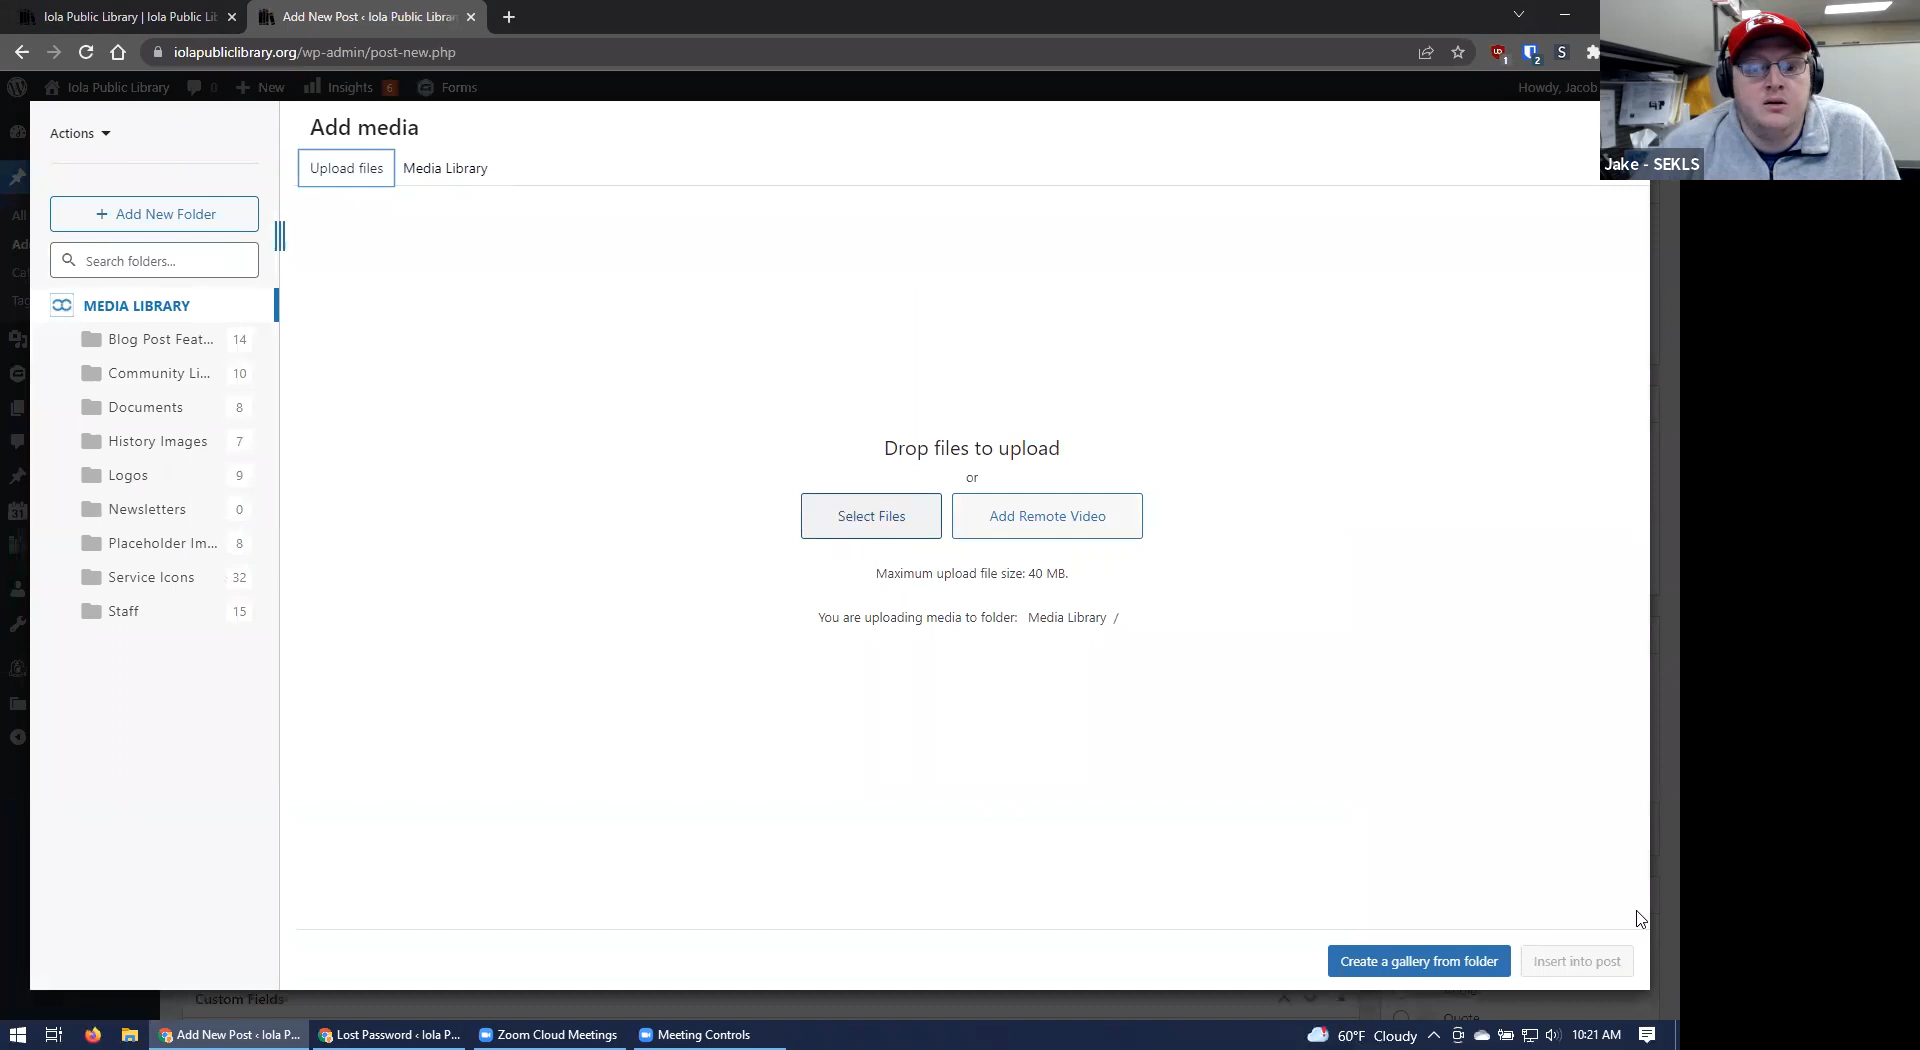 Iola Public Library | Iola Public Lib
Add New Post ‹ Iola Public Librar
iolapubliclibrary.org/wp-admin/post-new.php
Iola Public Library
0
New
Insights
6
Forms
Howdy, Jacob
Jake - SEKLS
Actions
Add media
Upload files
Media Library
+ Add New Folder
Search folders...
MEDIA LIBRARY
Blog Post Feat... 14
Community Li... 10
Documents 8
History Images 7
Logos 9
Newsletters 0
Placeholder Im... 8
Service Icons 32
Staff 15
All
Drop files to upload
or
Select Files
Add Remote Video
Maximum upload file size: 40 MB.
You are uploading media to folder: Media Library /
Create a gallery from folder
Insert into post
Custom Fields
Quote
Add New Post ‹ Iola P...
Lost Password ‹ Iola P...
Zoom Cloud Meetings
Meeting Controls
60°F Cloudy
10:21 AM